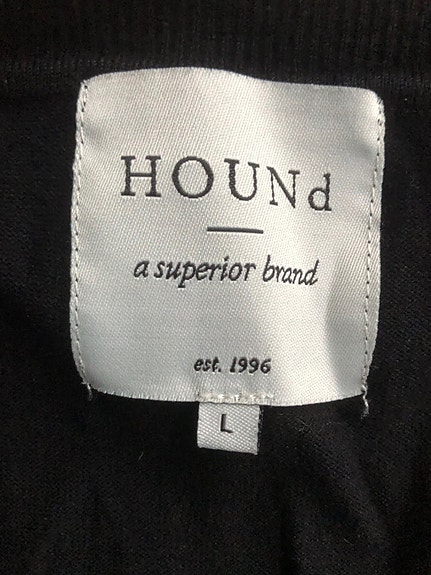 HOUNd
a superior brand
est. 1996
L